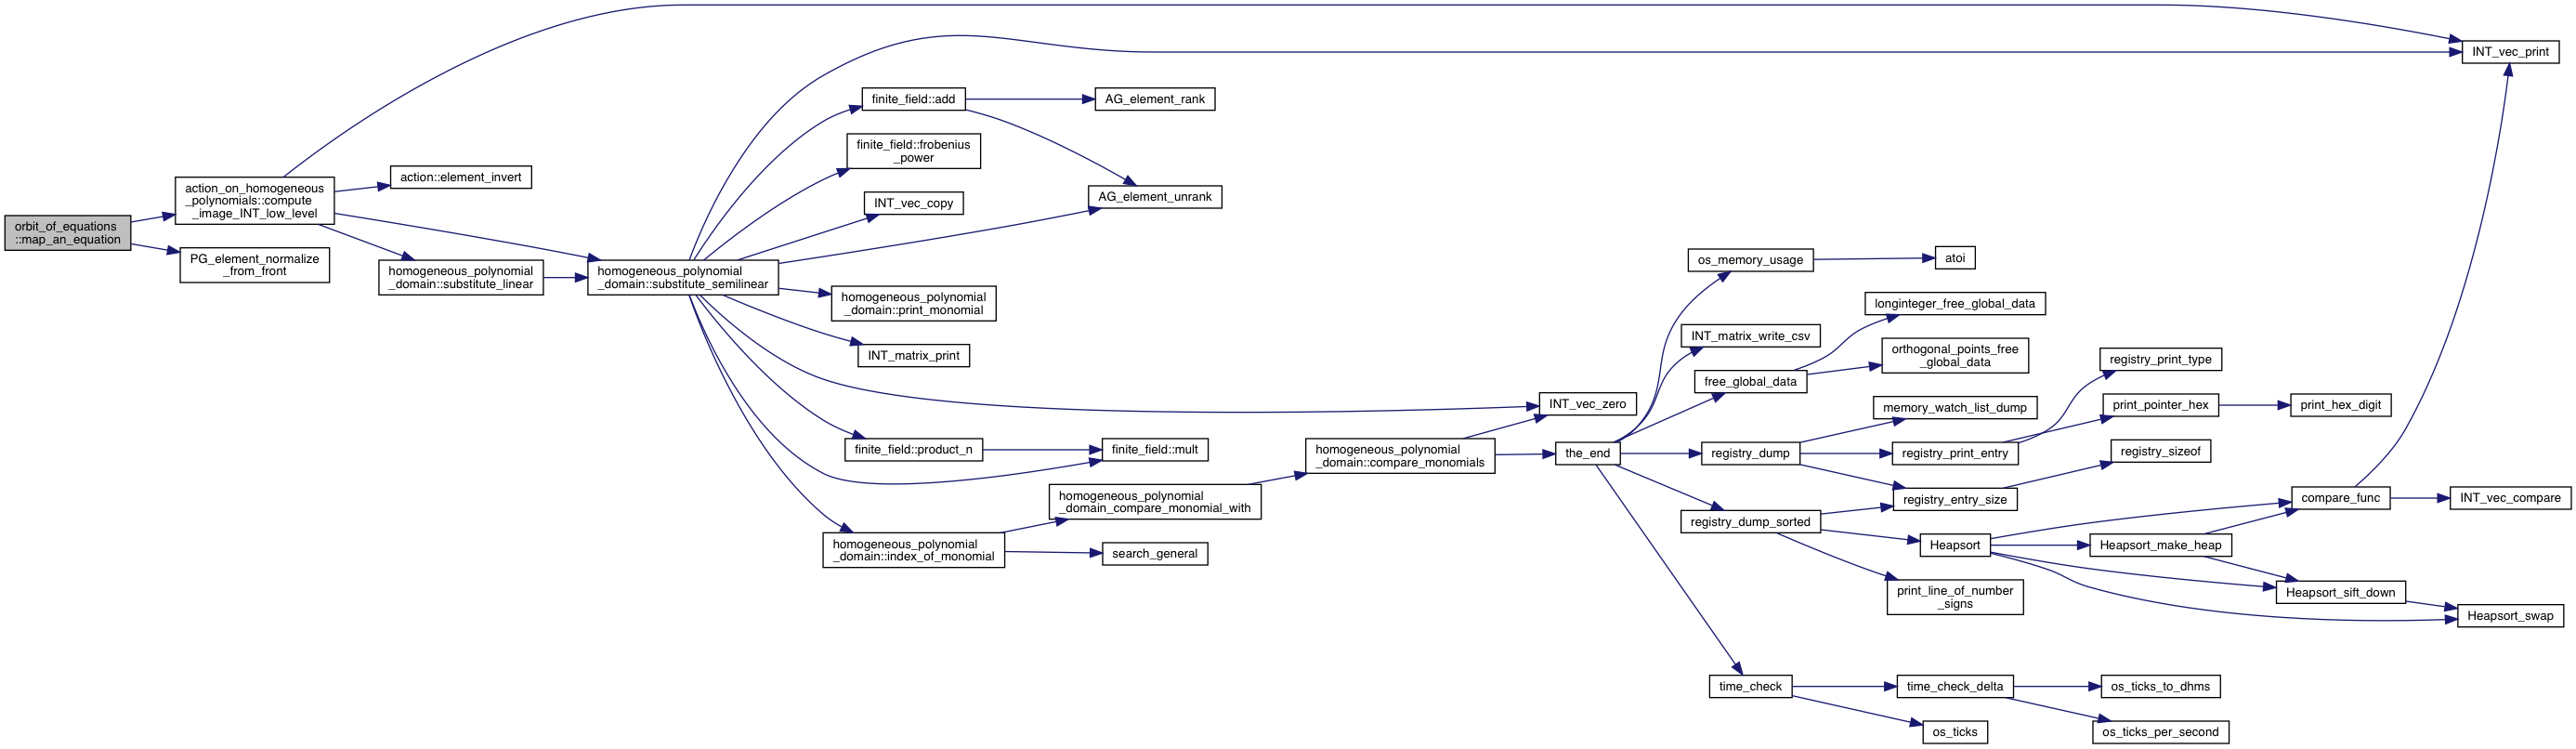 orbit_of_equations
::map_an_equation
action_on_homogeneous
_polynomials::compute
_image_INT_low_level
PG_element_normalize
_from_front
action::element_invert
homogeneous_polynomial
_domain::substitute_linear
homogeneous_polynomial
_domain::substitute_semilinear
finite_field::add
finite_field::frobenius
_power
INT_vec_copy
homogeneous_polynomial
_domain::print_monomial
INT_matrix_print
finite_field::product_n
homogeneous_polynomial
_domain::index_of_monomial
AG_element_rank
AG_element_unrank
finite_field::mult
homogeneous_polynomial
_domain_compare_monomial_with
search_general
homogeneous_polynomial
_domain::compare_monomials
INT_vec_zero
the_end
os_memory_usage
INT_matrix_write_csv
free_global_data
registry_dump
registry_dump_sorted
time_check
atoi
longinteger_free_global_data
orthogonal_points_free
_global_data
memory_watch_list_dump
registry_print_entry
registry_entry_size
Heapsort
print_line_of_number
_signs
time_check_delta
os_ticks
registry_print_type
print_pointer_hex
registry_sizeof
Heapsort_make_heap
os_ticks_to_dhms
os_ticks_per_second
print_hex_digit
compare_func
Heapsort_sift_down
INT_vec_print
INT_vec_compare
Heapsort_swap